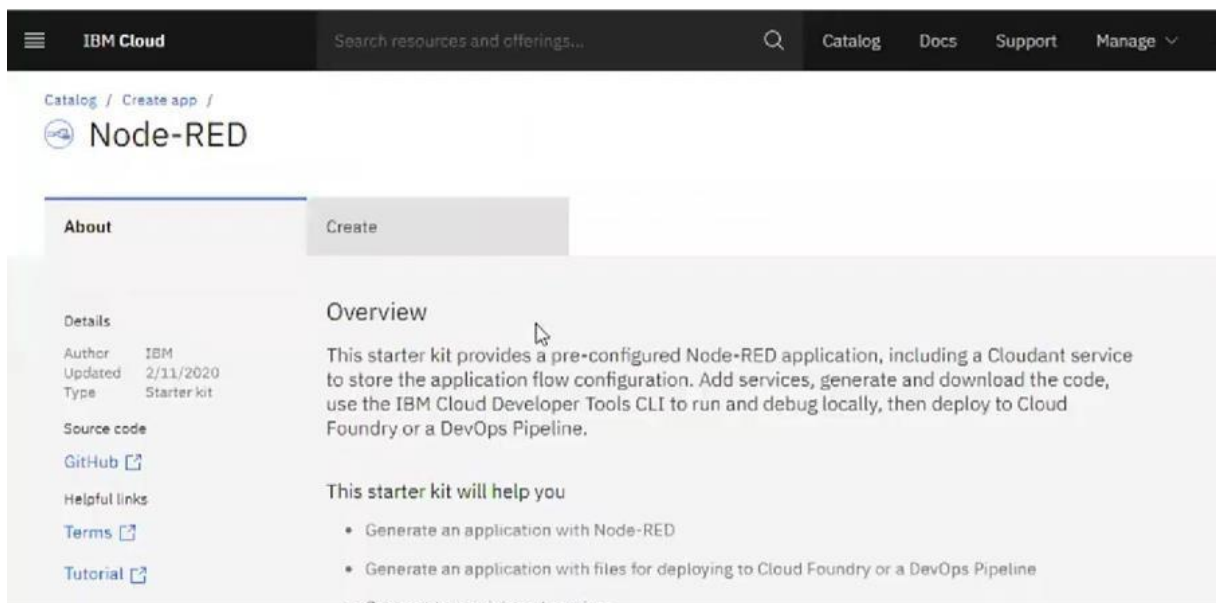 IBM Cloud
Search resources and offerings...
Catalog
Docs
Support
Manage
Catalog / Create app /
Node-RED
About
Create
Details
Author IBM
Updated 2/11/2020
Type Starter kit
Source code
GitHub
Helpful links
Terms
Tutorial
Overview
This starter kit provides a pre-configured Node-RED application, including a Cloudant service
to store the application flow configuration. Add services, generate and download the code,
use the IBM Cloud Developer Tools CLI to run and debug locally, then deploy to Cloud
Foundry or a DevOps Pipeline.
This starter kit will help you
• Generate an application with Node-RED
• Generate an application with files for deploying to Cloud Foundry or a DevOps Pipeline